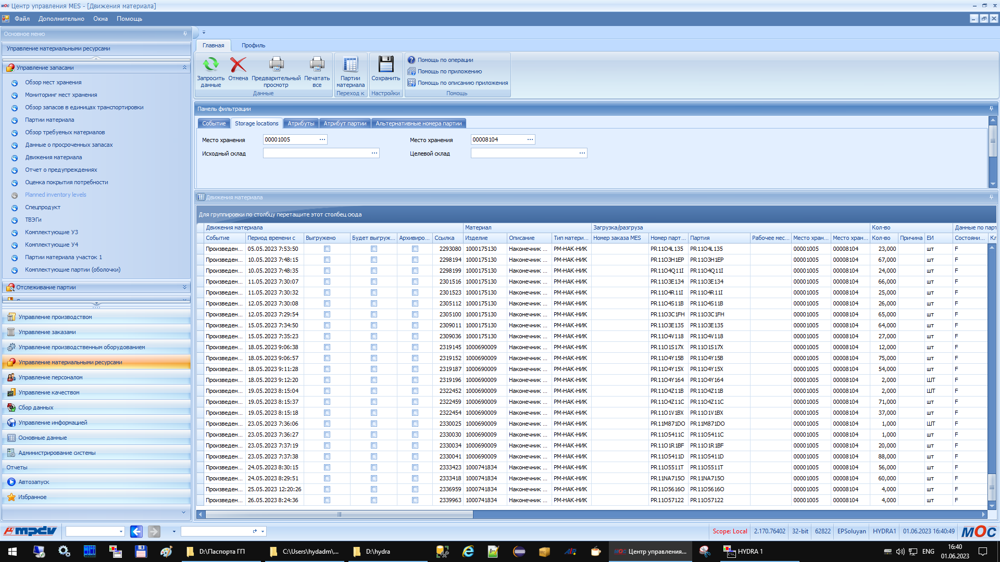 МОС Центр управления MES - [Движения материала]
Файл Дополнительно Окна Помощь
Основное меню
Управление материальными ресурсами
Управление запасами
Обзор мест хранения
Мониторинг мест хранения
Обзор запасов в единицах транспортировки
Партии материала
Обзор требуемых материалов
Данные о просроченных запасах
Движения материала
Отчет о предупреждениях
Оценка покрытия потребности
Planned inventory levels
Спецпродукт
ТВЭГи
Комплектующие У3
Комплектующие У4
Партии материала участок 1
Комплектующие партии (оболочки)
Отслеживание партии
Управление производством
Управление заказами
Управление производственным оборудованием
Управление материальными ресурсами
Управление персоналом
Управление качеством
Сбор данных
Управление информацией
Основные данные
Администрирование системы
Отчеты
Автозапуск
Избранное
Главная Профиль
Запросить данные Отмена Предварительный просмотр Печатать все Партии материала Сохранить
Помощь по операции
Помощь по приложению
Помощь по описанию приложения
Данные Переход к Настройки Помощь
Панель фильтрации
Событие Storage locations Атрибуты Атрибут партии Альтернативные номера партии
Место хранения 00001005 ... Место хранения 00008104 ...
Исходный склад ... Целевой склад ...
Движения материала
Для группировки по столбцу перетащите этот столбец сюда
Движения материала Материал Загрузка/разгруза Кол-во Данные по парт
Событие Период времени с Выгружено Будет выгруж... Архивиро... Ссылка Изделие Описание Тип матери... Номер заказа MES Номер парт... Партия Рабочее мес... Место хран... Место хран... Кол-во Причина ЕИ Состояни... Кл
Произведен... 05.05.2023 7:53:50 2293080 1000175130 Наконечник ... РМ-НАК-НИК PR11O4L135 PR11O4L135 00001005 00008104 23,000 шт F
Произведен... 10.05.2023 7:48:15 2298194 1000175130 Наконечник ... РМ-НАК-НИК PR11O3H1EP PR11O3H1EP 00001005 00008104 67,000 шт F
Произведен... 10.05.2023 7:48:35 2298199 1000175130 Наконечник ... РМ-НАК-НИК PR11O4Q11I PR11O4Q11I 00001005 00008104 24,000 шт F
Произведен... 11.05.2023 7:30:07 2301516 1000175130 Наконечник ... РМ-НАК-НИК PR11O3E134 PR11O3E134 00001005 00008104 66,000 шт F
Произведен... 11.05.2023 7:30:32 2301523 1000175130 Наконечник ... РМ-НАК-НИК PR11O4R11I PR11O4R11I 00001005 00008104 25,000 шт F
Произведен... 12.05.2023 7:30:08 2305112 1000175130 Наконечник ... РМ-НАК-НИК PR11O4S11B PR11O4S11B 00001005 00008104 26,000 шт F
Произведен... 12.05.2023 7:29:54 2305100 1000175130 Наконечник ... РМ-НАК-НИК PR11O3C1FH PR11O3C1FH 00001005 00008104 65,000 шт F
Произведен... 15.05.2023 7:34:50 2309011 1000175130 Наконечник ... РМ-НАК-НИК PR11O3E135 PR11O3E135 00001005 00008104 64,000 шт F
Произведен... 15.05.2023 7:35:23 2309036 1000175130 Наконечник ... РМ-НАК-НИК PR11O4V118 PR11O4V118 00001005 00008104 27,000 шт F
Произведен... 18.05.2023 9:06:38 2319145 1000690009 Наконечник ... РМ-НАК-НИК PR11O1S17X PR11O1S17X 00001005 00008104 12,000 шт F
Произведен... 18.05.2023 9:06:57 2319152 1000690009 Наконечник ... РМ-НАК-НИК PR11O4Y15B PR11O4Y15B 00001005 00008104 75,000 шт F
Произведен... 18.05.2023 9:11:28 2319187 1000690009 Наконечник ... РМ-НАК-НИК PR11O4Y15X PR11O4Y15X 00001005 00008104 54,000 шт F
Произведен... 18.05.2023 9:12:20 2319196 1000690009 Наконечник ... РМ-НАК-НИК PR11O4Y164 PR11O4Y164 00001005 00008104 2,000 ШТ F
Произведен... 19.05.2023 8:15:04 2322452 1000690009 Наконечник ... РМ-НАК-НИК PR11O4Z11B PR11O4Z11B 00001005 00008104 2,000 ШТ F
Произведен... 19.05.2023 8:15:37 2322459 1000690009 Наконечник ... РМ-НАК-НИК PR11O4Z11C PR11O4Z11C 00001005 00008104 71,000 шт F
Произведен... 19.05.2023 8:15:18 2322454 1000690009 Наконечник ... РМ-НАК-НИК PR11O1V1BX PR11O1V1BX 00001005 00008104 37,000 шт F
Произведен... 23.05.2023 7:36:06 2330025 1000690009 Наконечник ... РМ-НАК-НИК PR11M871DO PR11M871DO 00001005 00008104 1,000 ШТ F
Произведен... 23.05.2023 7:36:27 2330030 1000690009 Наконечник ... РМ-НАК-НИК PR11O5411C PR11O5411C 00001005 00008104 1,000 шт F
Произведен... 23.05.2023 7:37:19 2330034 1000690009 Наконечник ... РМ-НАК-НИК PR11O1R1BF PR11O1R1BF 00001005 00008104 20,000 шт F
Произведен... 23.05.2023 7:37:38 2330041 1000690009 Наконечник ... РМ-НАК-НИК PR11O5411D PR11O5411D 00001005 00008104 88,000 шт F
Произведен... 24.05.2023 8:30:15 2333423 1000741834 Наконечник ... РМ-НАК-НИК PR11O5511T PR11O5511T 00001005 00008104 56,000 шт F
Произведен... 24.05.2023 8:29:51 2333418 1000741834 Наконечник ... РМ-НАК-НИК PR11NA715O PR11NA715O 00001005 00008104 60,000 шт F
Произведен... 25.05.2023 12:20:26 2336959 1000741834 Наконечник ... РМ-НАК-НИК PR11O5616O PR11O5616O 00001005 00008104 4,000 шт F
Произведен... 26.05.2023 8:24:36 2339963 1000741834 Наконечник ... РМ-НАК-НИК PR11O57122 PR11O57122 00001005 00008104 4,000 шт F
mpdv Scope: Local 2.170.76402 32-bit 62822 EPSoluyan HYDRA1 01.06.2023 16:40:49 MOC
D:\Паспорта ГП C:\Users\hydadm\... D:\hydra AIP MOC Центр управления... HYDRA 1 ENG 16:40
01.06.2023